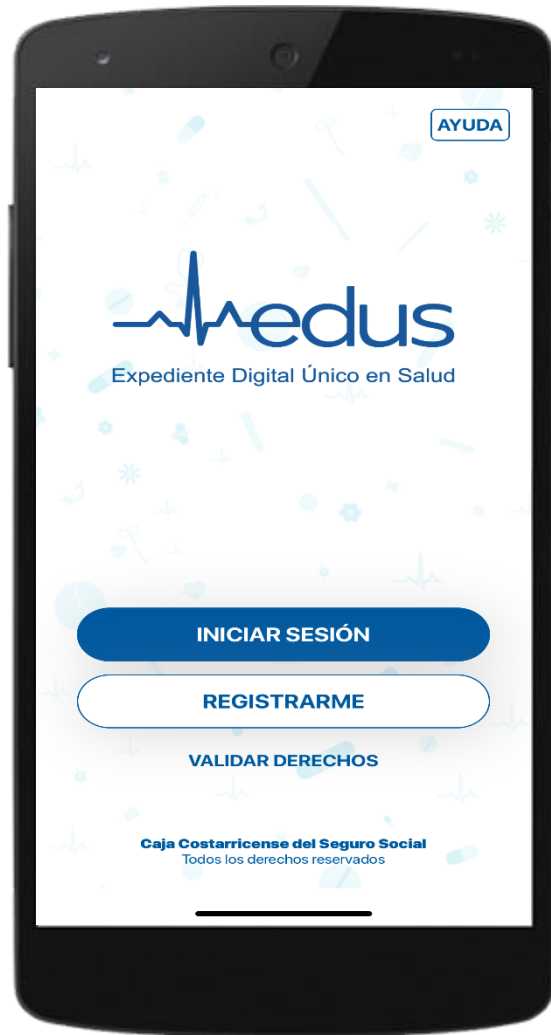 AYUDA
edus
Expediente Digital Único en Salud
INICIAR SESIÓN
REGISTRARME
VALIDAR DERECHOS
Caja Costarricense del Seguro Social
Todos los derechos reservados